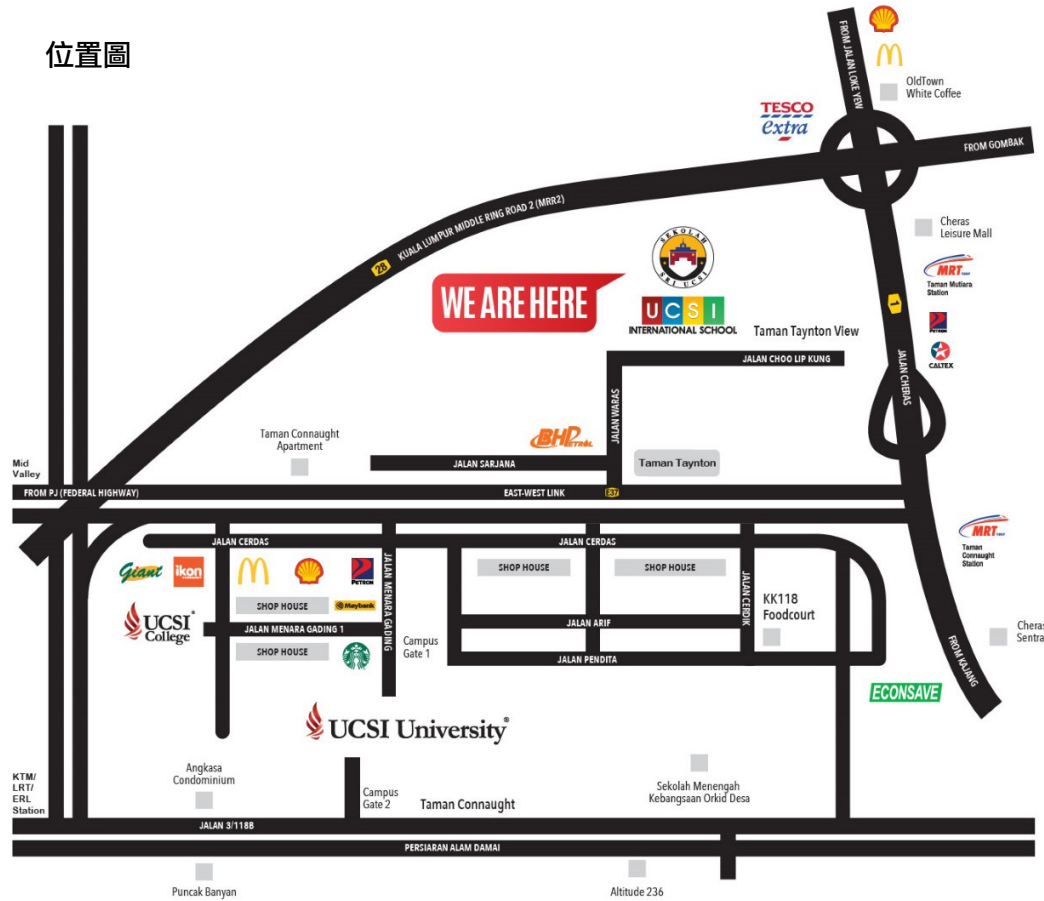 位置圖
FROM JALAN LOKE YEW
OldTown
White Coffee
TESCO
extra
FROM GOMBAK
KUALA LUMPUR MIDDLE RING ROAD 2 (MRR2)
28
Cheras
Leisure Mall
SEKOLAH
SRI UCSI
WE ARE HERE
UCSI
INTERNATIONAL SCHOOL
Taman Taynton View
MRT
Taman Mutiara
Station
1
PETRON
CALTEX
JALAN CHERAS
JALAN CHOO LIP KUNG
JALAN WARAS
Taman Connaught
Apartment
BHPetrol
JALAN SARJANA
Taman Taynton
Mid
Valley
FROM PJ (FEDERAL HIGHWAY)
EAST-WEST LINK
E37
MRT
Taman
Connaught
Station
JALAN CERDAS
JALAN CERDAS
Giant
ikon
PETRON
JALAN MENARA GADING
SHOP HOUSE
SHOP HOUSE
JALAN CERDIK
KK118
Foodcourt
SHOP HOUSE
Maybank
UCSI
College
JALAN MENARA GADING 1
JALAN ARIF
SHOP HOUSE
Campus
Gate 1
JALAN PENDITA
Cheras
Sentra
FROM KAJANG
ECONSAVE
UCSI University
Angkasa
Condominium
KTM/
LRT/
ERL
Station
Campus
Gate 2
Taman Connaught
Sekolah Menengah
Kebangsaan Orkid Desa
JALAN 3/118B
PERSIARAN ALAM DAMAI
Puncak Banyan
Altitude 236